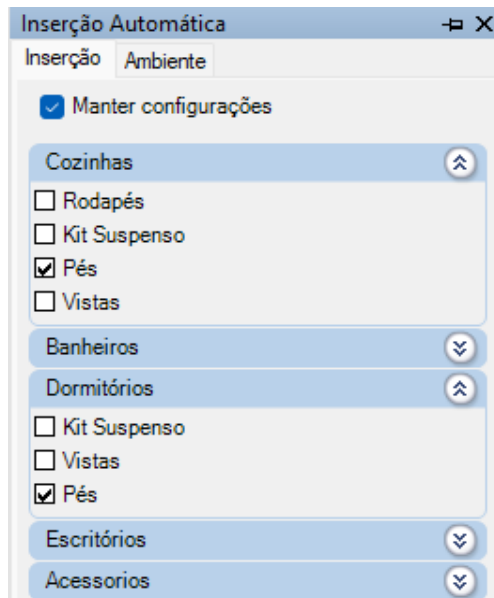 Inserção Automática
Inserção Ambiente
Manter configurações
Cozinhas
Rodapés
Kit Suspenso
Pés
Vistas
Banheiros
Dormitórios
Kit Suspenso
Vistas
Pés
Escritórios
Acessorios